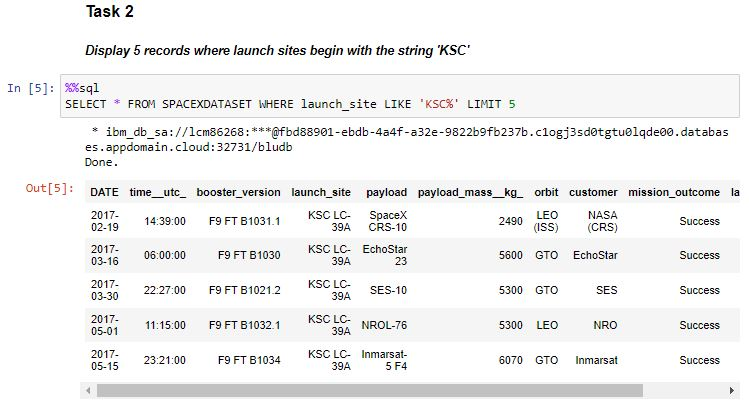 Task 2
Display 5 records where launch sites begin with the string 'KSC'
In [5]: %%sql
SELECT * FROM SPACEXDATASET WHERE launch_site LIKE 'KSC%' LIMIT 5
* ibm_db_sa://lcm86268:***@fbd88901-ebdb-4a4f-a32e-9822b9fb237b.c1ogj3sd0tgtu0lqde00.databas
es.appdomain.cloud:32731/bludb
Done.
Out[5]:
DATE time__utc_ booster_version launch_site payload payload_mass__kg_ orbit customer mission_outcome la
2017-
02-19 14:39:00 F9 FT B1031.1 KSC LC-
39A SpaceX
CRS-10 2490 LEO
(ISS) NASA
(CRS) Success
2017-
03-16 06:00:00 F9 FT B1030 KSC LC-
39A EchoStar
23 5600 GTO EchoStar Success
2017-
03-30 22:27:00 F9 FT B1021.2 KSC LC-
39A SES-10 5300 GTO SES Success
2017-
05-01 11:15:00 F9 FT B1032.1 KSC LC-
39A NROL-76 5300 LEO NRO Success
2017-
05-15 23:21:00 F9 FT B1034 KSC LC-
39A Inmarsat-
5 F4 6070 GTO Inmarsat Success